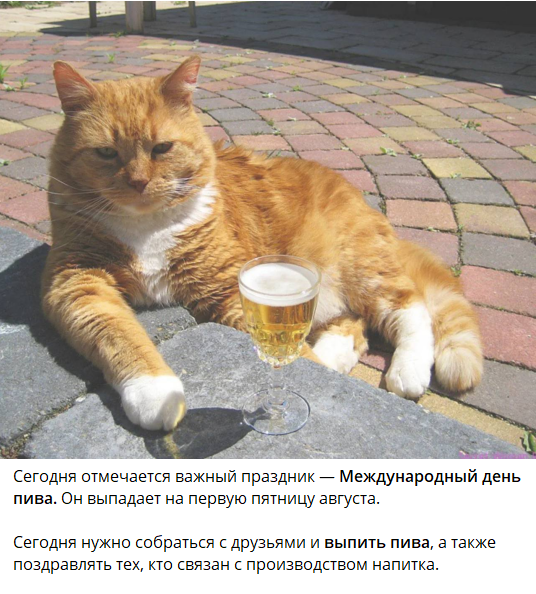 Сегодня отмечается важный праздник — Международный день
пива. Он выпадает на первую пятницу августа.
Сегодня нужно собраться с друзьями и выпить пива, а также
поздравлять тех, кто связан с производством напитка.